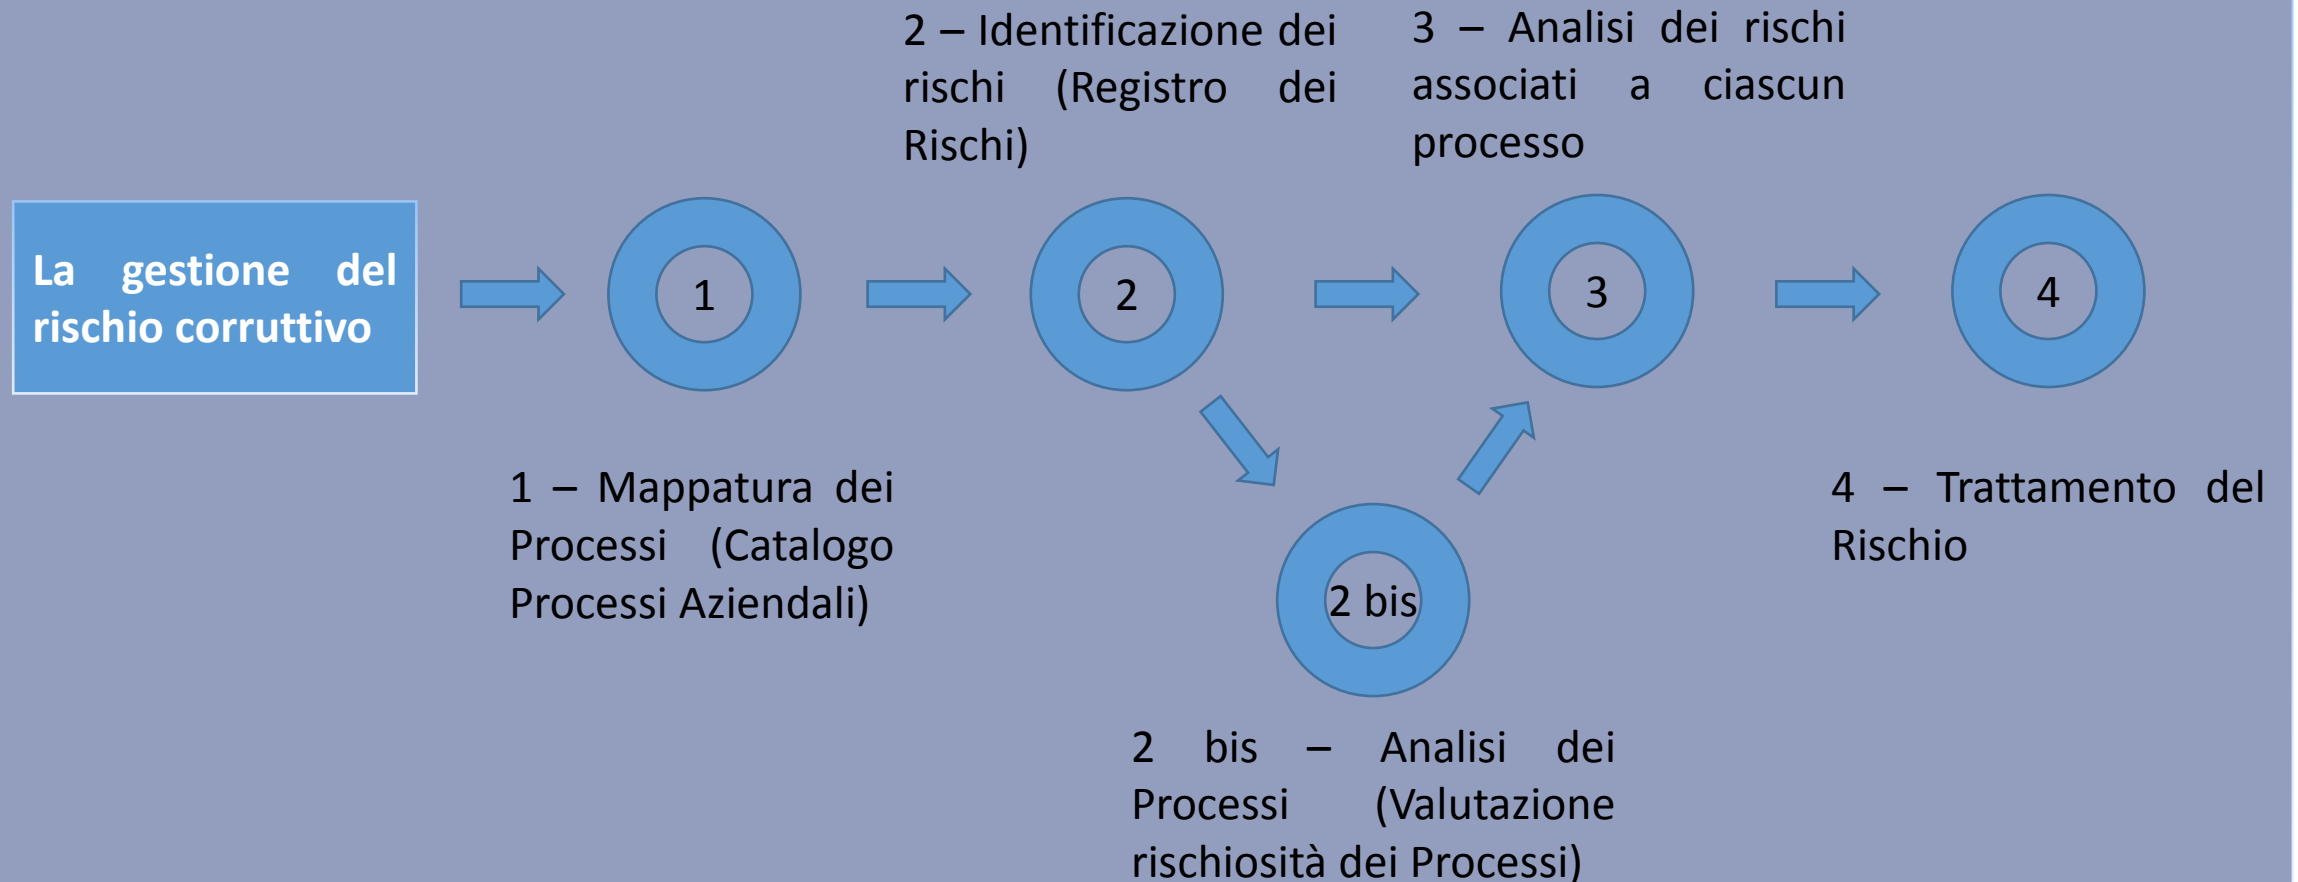 2 – Identificazione dei
rischi (Registro dei
Rischi)
3 – Analisi dei rischi
associati a ciascun
processo
La gestione del
rischio corruttivo
1
2
3
4
1 – Mappatura dei
Processi (Catalogo
Processi Aziendali)
4 – Trattamento del
Rischio
2 bis
2 bis – Analisi dei
Processi (Valutazione
rischiosità dei Processi)